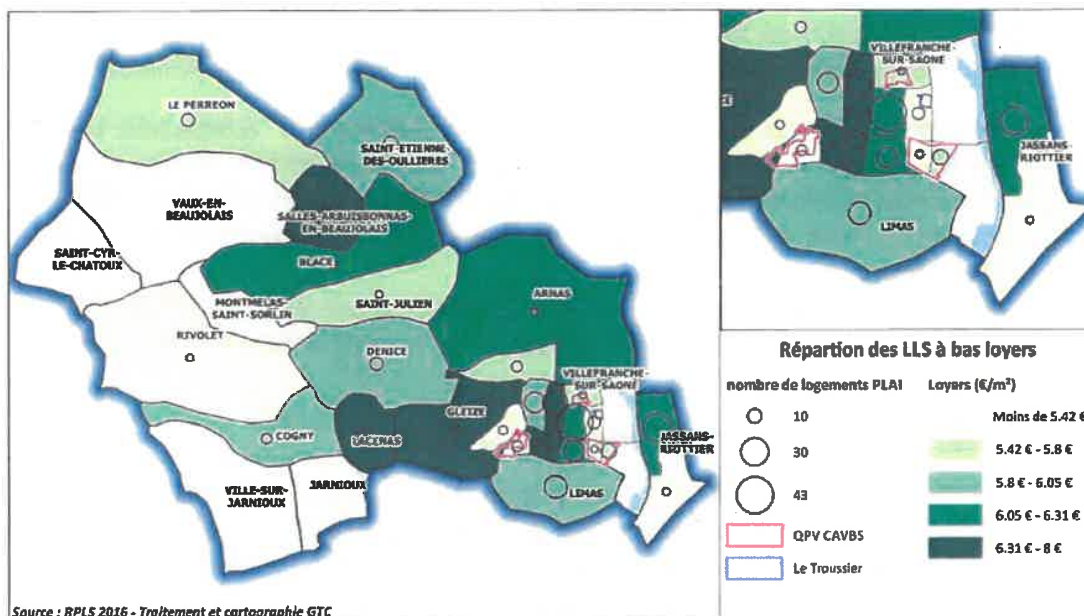 LE PERREON
SAINT-ETIENNE-
DES-OULLIERES
VAUX-EN-
BEAUJOLAIS
SALLES-ARBUISSONNAS-
EN-BEAUJOLAIS
SAINT-CYR-
LE-CHATOUX
BLACE
MONTMELAS-
SAINT-SORLIN
SAINT-JULIEN
ARNAS
RIVOLET
DENICE
VILLEFRANCHE-
SUR-SAONE
GLEIZE
COGNY
LACENAS
JASSANS-
RIOTTIER
VILLE-SUR-
JARNIOUX
JARNIOUX
LIMAS
Source : RPLS 2016 - Traitement et cartographie GTC
VILLEFRANCHE-
SUR-SAONE
JASSANS-
RIOTTIER
LIMAS
Répartion des LLS à bas loyers
nombre de logements PLAI
Loyers (€/m²)
10
Moins de 5.42 €
5.42 € - 5.8 €
30
5.8 € - 6.05 €
43
6.05 € - 6.31 €
QPV CAVBS
6.31 € - 8 €
Le Troussier